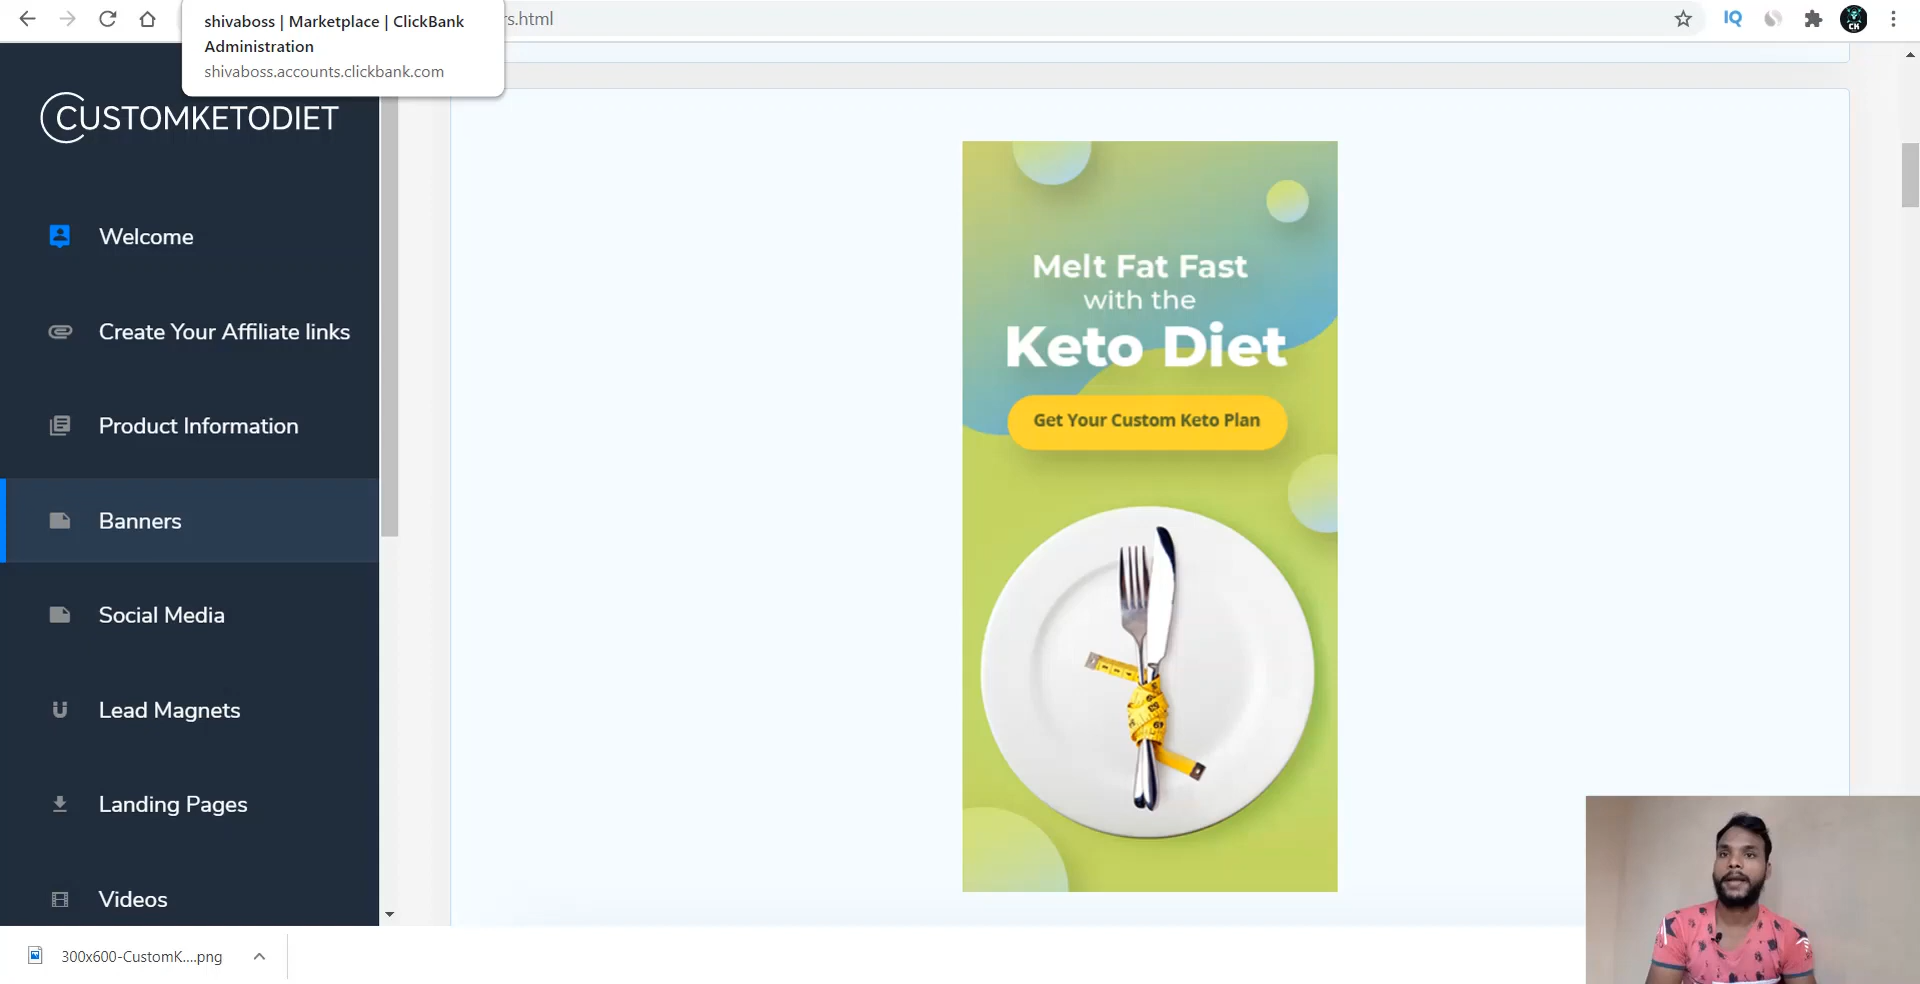 shivaboss | Marketplace | ClickBank
Administration
shivaboss.accounts.clickbank.com
rs.html
IQ
CK
CUSTOMKETODIET
Welcome
Create Your Affiliate links
Product Information
Banners
Social Media
Lead Magnets
Landing Pages
Videos
Melt Fat Fast
with the
Keto Diet
Get Your Custom Keto Plan
300x600-CustomK....png